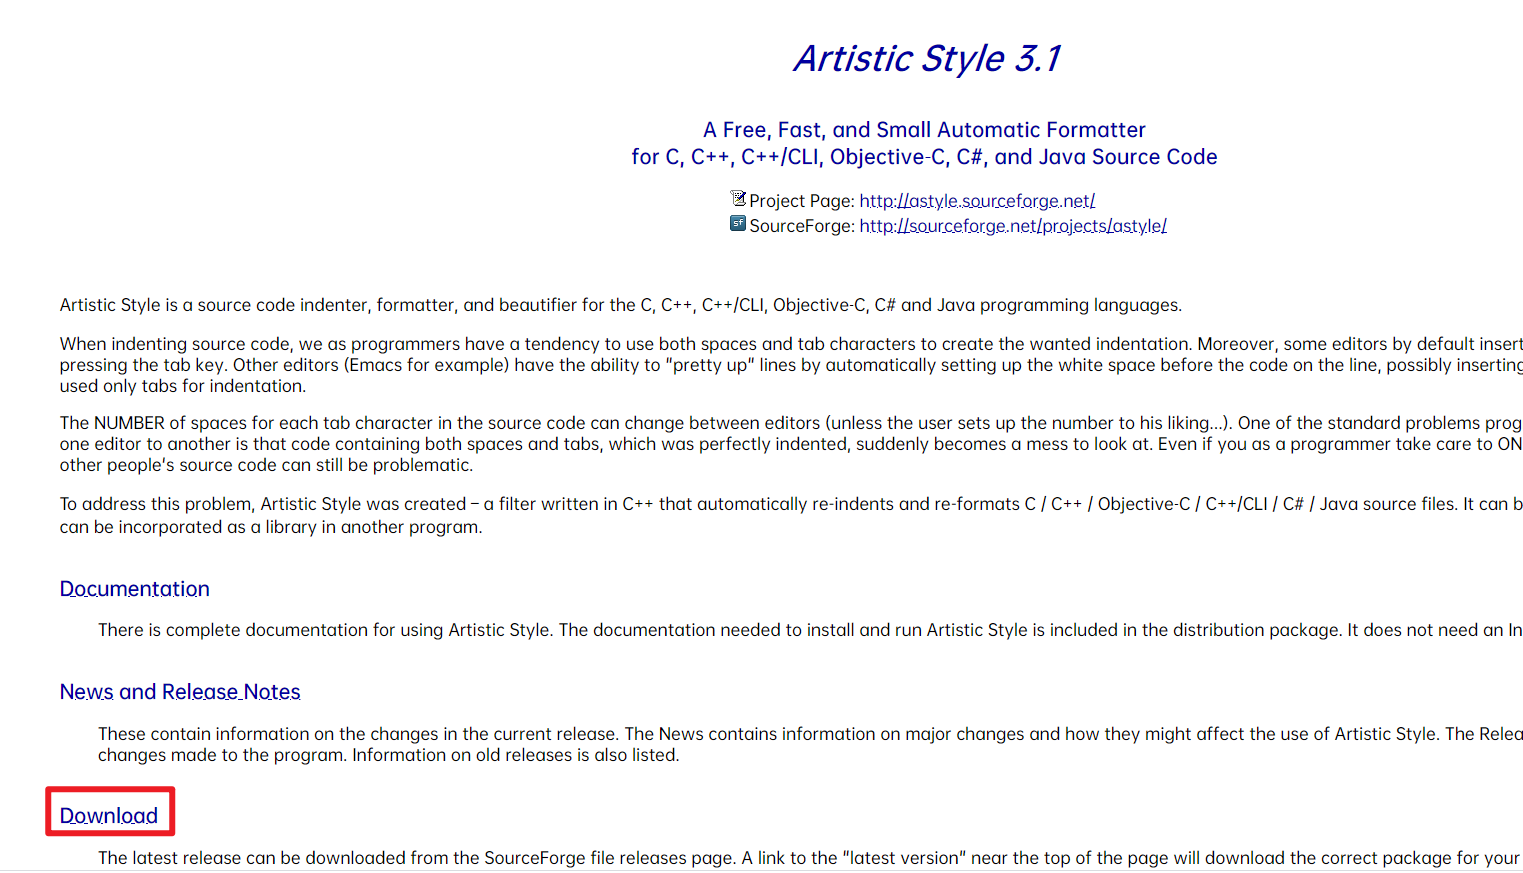 Artistic Style 3.1
A Free, Fast, and Small Automatic Formatter
for C, C++, C++/CLI, Objective-C, C#, and Java Source Code
Project Page: http://astyle.sourceforge.net/
sf SourceForge: http://sourceforge.net/projects/astyle/
Artistic Style is a source code indenter, formatter, and beautifier for the C, C++, C++/CLI, Objective-C, C# and Java programming languages.
When indenting source code, we as programmers have a tendency to use both spaces and tab characters to create the wanted indentation. Moreover, some editors by default insert
pressing the tab key. Other editors (Emacs for example) have the ability to "pretty up" lines by automatically setting up the white space before the code on the line, possibly inserting
used only tabs for indentation.
The NUMBER of spaces for each tab character in the source code can change between editors (unless the user sets up the number to his liking...). One of the standard problems prog
one editor to another is that code containing both spaces and tabs, which was perfectly indented, suddenly becomes a mess to look at. Even if you as a programmer take care to ON
other people's source code can still be problematic.
To address this problem, Artistic Style was created – a filter written in C++ that automatically re-indents and re-formats C / C++ / Objective-C / C++/CLI / C# / Java source files. It can b
can be incorporated as a library in another program.
Documentation
There is complete documentation for using Artistic Style. The documentation needed to install and run Artistic Style is included in the distribution package. It does not need an In
News and Release Notes
These contain information on the changes in the current release. The News contains information on major changes and how they might affect the use of Artistic Style. The Relea
changes made to the program. Information on old releases is also listed.
Download
The latest release can be downloaded from the SourceForge file releases page. A link to the "latest version" near the top of the page will download the correct package for your